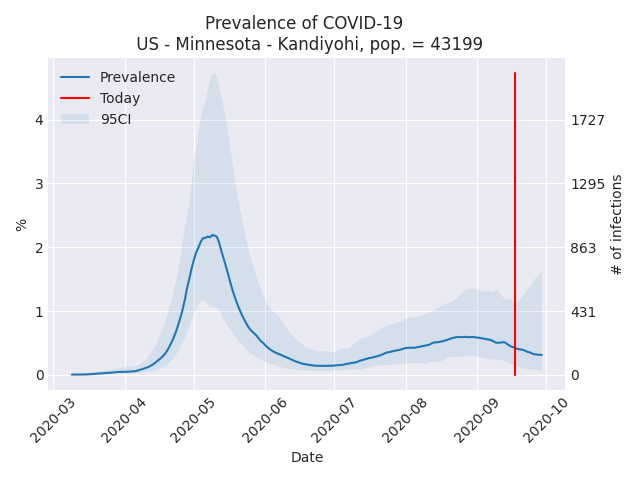 Prevalence of COVID-19
US - Minnesota - Kandiyohi, pop. = 43199
Prevalence
Today
95CI
%
4
3
2
1
0
1727
1295
863
431
0
# of infections
2020-03
2020-04
2020-05
2020-06
2020-07
2020-08
2020-09
2020-10
Date